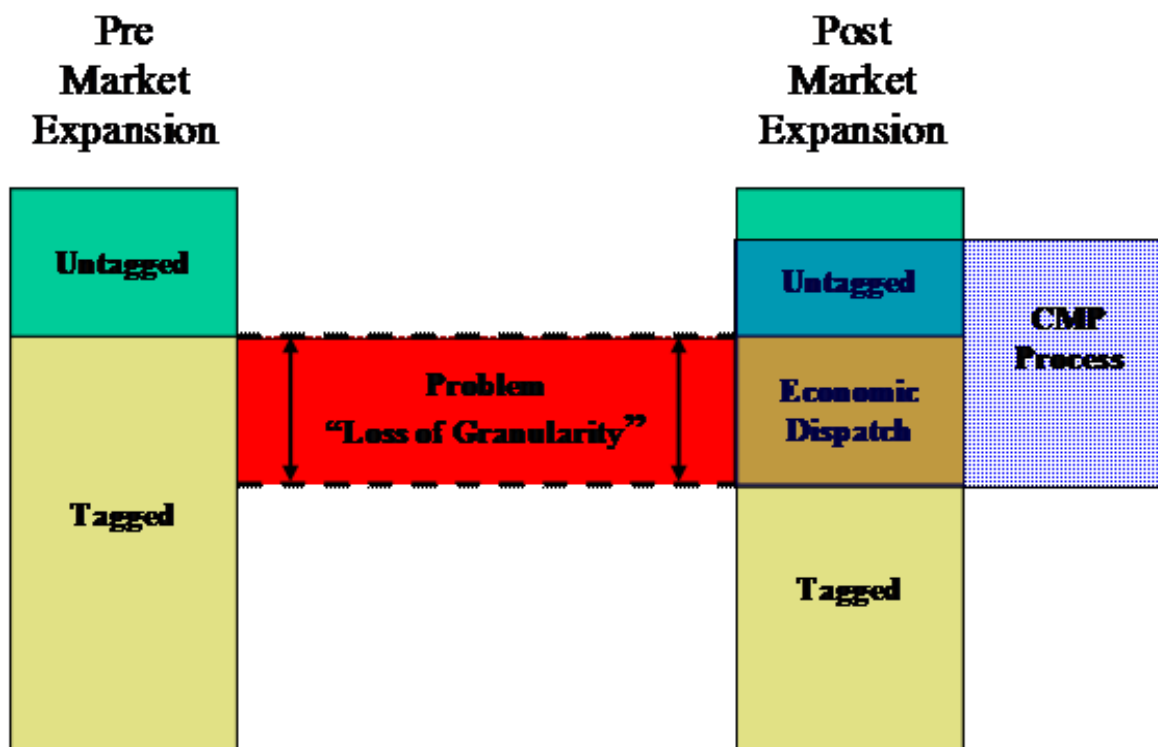 Pre
Market
Expansion
Post
Market
Expansion
Untagged
Untagged
CMP
Process
Problem
“Loss of Granularity”
Economic
Dispatch
Tagged
Tagged